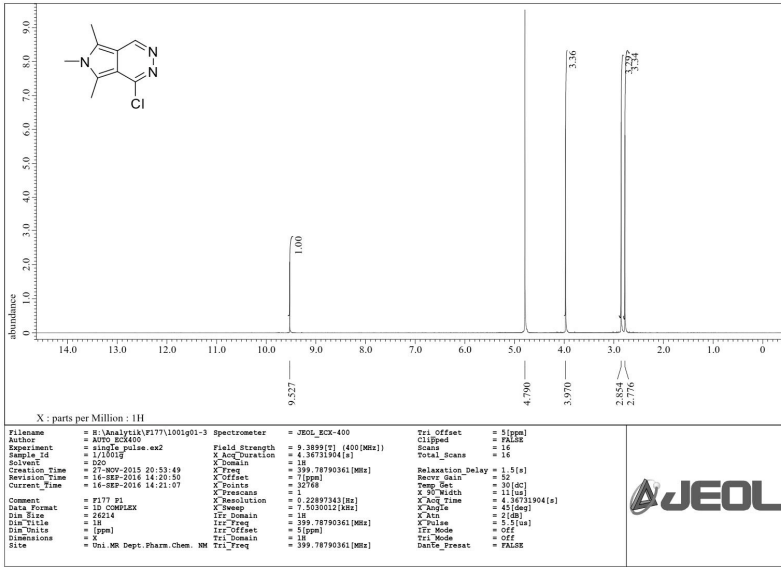 9.0
8.0
7.0
6.0
5.0
4.0
3.0
2.0
1.0
0
abundance
N
N
N
Cl
1.00
3.36
3.29
3.34
14.0 13.0 12.0 11.0 10.0 9.0 8.0 7.0 6.0 5.0 4.0 3.0 2.0 1.0 0
9.527
4.790
3.970
2.854
2.776
X : parts per Million : 1H
Filename = H:\Analytik\F177\1001g01-3
Author = AUTO_ECX400
Experiment = single_pulse.ex2
Sample_Id = 1/1001g
Solvent = D2O
Creation_Time = 27-NOV-2015 20:53:49
Revision_Time = 16-SEP-2016 14:20:50
Current_Time = 16-SEP-2016 14:21:07
Comment = F177 P1
Data Format = 1D COMPLEX
Dim_Size = 26214
Dim_Title = 1H
Dim_Units = [ppm]
Dimensions = X
Site = Uni.MR Dept.Pharm.Chem. NM
Spectrometer = JEOL_ECX-400
Field_Strength = 9.3899[T] (400[MHz])
X_Acq_Duration = 4.36731904[s]
X_Domain = 1H
X_Freq = 399.78790361[MHz]
X_Offset = 7[ppm]
X_Points = 32768
X_Prescans = 1
X_Resolution = 0.22897343[Hz]
X_Sweep = 7.5030012[kHz]
Irr_Domain = 1H
Irr_Freq = 399.78790361[MHz]
Irr_Offset = 5[ppm]
Tri_Domain = 1H
Tri_Freq = 399.78790361[MHz]
Tri_Offset = 5[ppm]
Clipped = FALSE
Scans = 16
Total_Scans = 16
Relaxation_Delay = 1.5[s]
Recvr_Gain = 52
Temp_Get = 30[dC]
X_90_Width = 11[us]
X_Acq_Time = 4.36731904[s]
X_Angle = 45[deg]
X_Atn = 2[dB]
X_Pulse = 5.5[us]
Irr_Mode = Off
Tri_Mode = Off
Dante_Presat = FALSE
JEOL